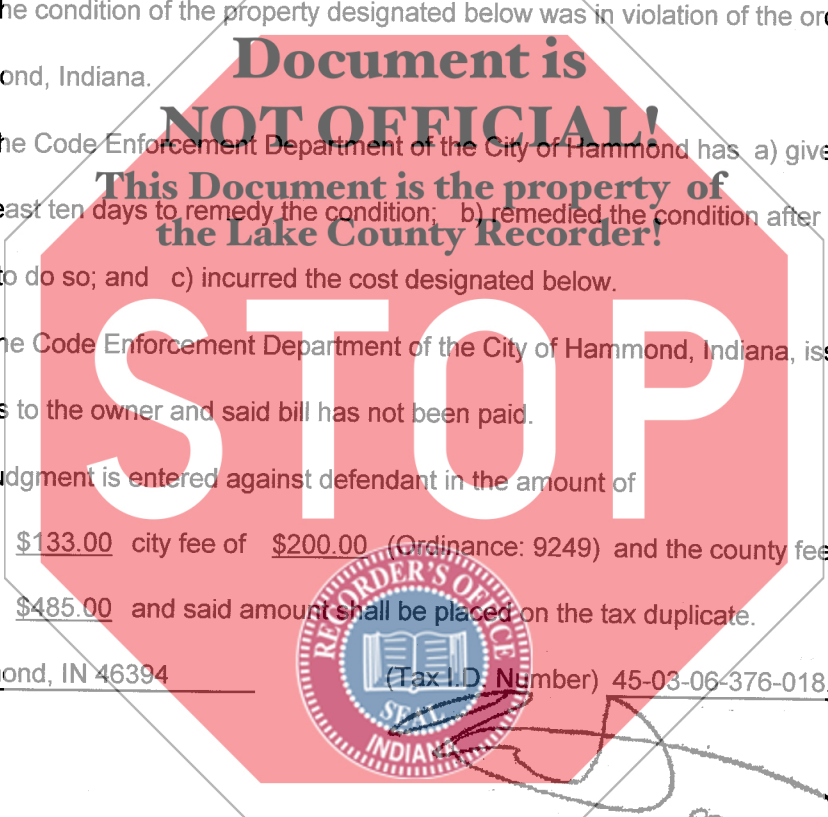 he condition of the property designated below was in violation of the or
Document is
ond, Indiana.
NOT OFFICIAL!
he Code Enforcement Department of the City of Hammond has a) give
This Document is the property of
east ten days to remedy the condition; b) remedied the condition after
the Lake County Recorder!
to do so; and c) incurred the cost designated below.
STOP
he Code Enforcement Department of the City of Hammond, Indiana, iss
s to the owner and said bill has not been paid.
udgment is entered against defendant in the amount of
$133.00 city fee of $200.00 (Ordinance: 9249) and the county fee
$485.00 and said amount shall be placed on the tax duplicate.
RECORDER'S OFFICE
ond, IN 46394 (Tax I.D. Number) 45-03-06-376-018.
SEAL
INDIANA